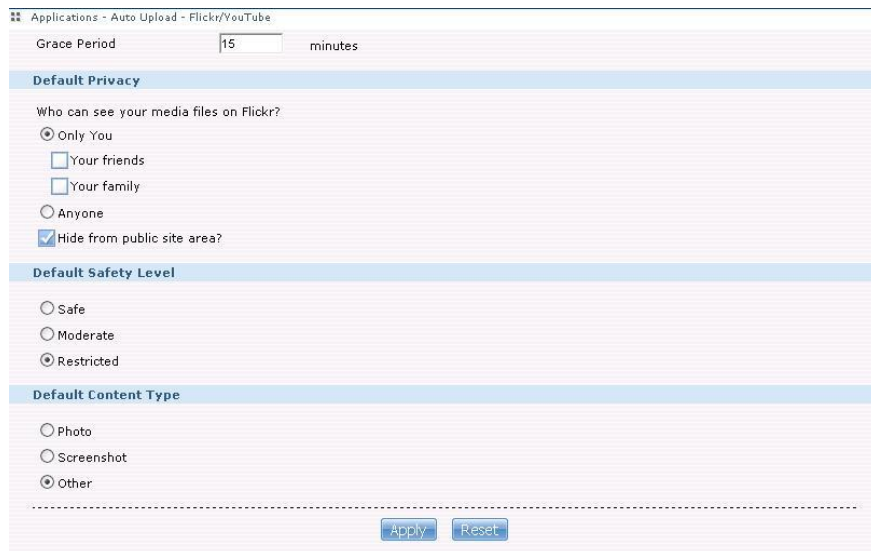 Applications - Auto Upload - Flickr/YouTube
Grace Period 15 minutes
Default Privacy
Who can see your media files on Flickr?
Only You
Your friends
Your family
Anyone
Hide from public site area?
Default Safety Level
Safe
Moderate
Restricted
Default Content Type
Photo
Screenshot
Other
Apply Reset